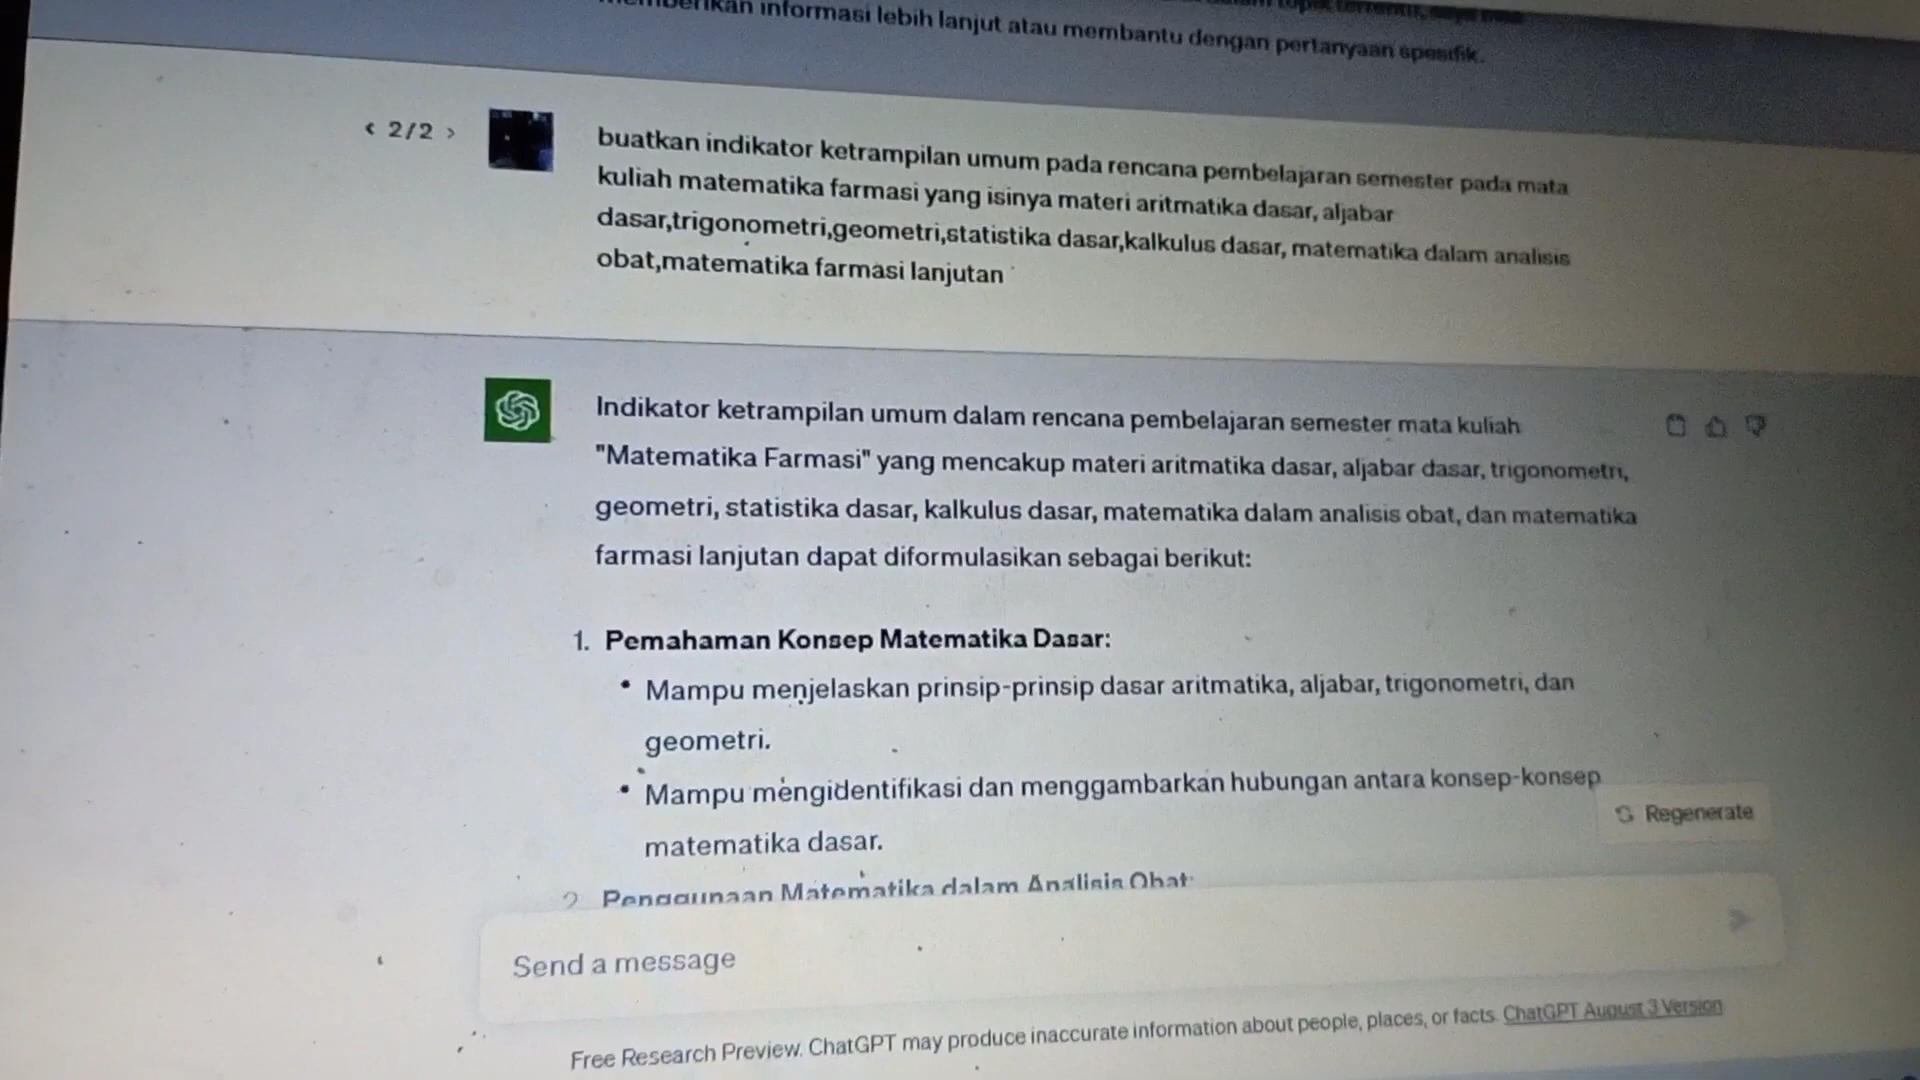 informasi lebih lanjut atau membantu dengan pertanyaan spesifik.
< 2/2 >
buatkan indikator ketrampilan umum pada rencana pembelajaran semester pada mata
kuliah matematika farmasi yang isinya materi aritmatika dasar, aljabar
dasar,trigonometri,geometri,statistika dasar,kalkulus dasar, matematika dalam analisis
obat,matematika farmasi lanjutan
Indikator ketrampilan umum dalam rencana pembelajaran semester mata kuliah
"Matematika Farmasi" yang mencakup materi aritmatika dasar, aljabar dasar, trigonometri,
geometri, statistika dasar, kalkulus dasar, matematika dalam analisis obat, dan matematika
farmasi lanjutan dapat diformulasikan sebagai berikut:
1. Pemahaman Konsep Matematika Dasar:
• Mampu menjelaskan prinsip-prinsip dasar aritmatika, aljabar, trigonometri, dan
geometri.
• Mampu mengidentifikasi dan menggambarkan hubungan antara konsep-konsep
matematika dasar.
Regenerate
2. Penggunaan Matematika dalam Analisis Obat:
Send a message
Free Research Preview. ChatGPT may produce inaccurate information about people, places, or facts. ChatGPT August 3 Version